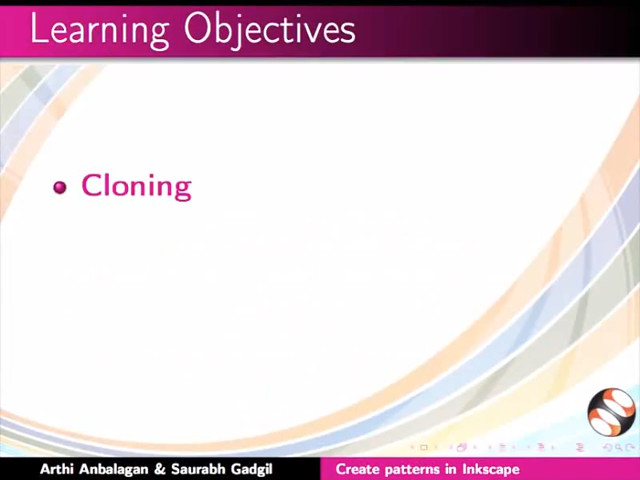 Learning Objectives
Cloning
Arthi Anbalagan & Saurabh Gadgil
Create patterns in Inkscape